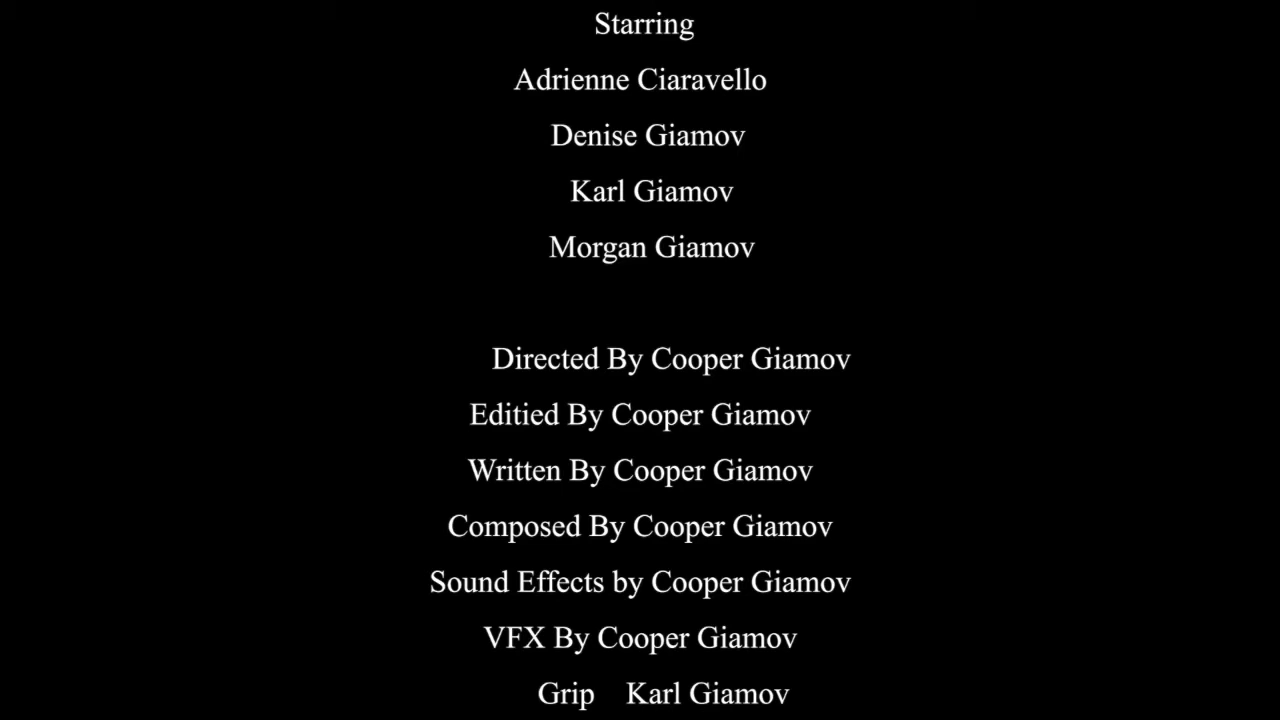 Starring
Adrienne Ciaravello
Denise Giamov
Karl Giamov
Morgan Giamov
Directed By Cooper Giamov
Editied By Cooper Giamov
Written By Cooper Giamov
Composed By Cooper Giamov
Sound Effects by Cooper Giamov
VFX By Cooper Giamov
Grip Karl Giamov